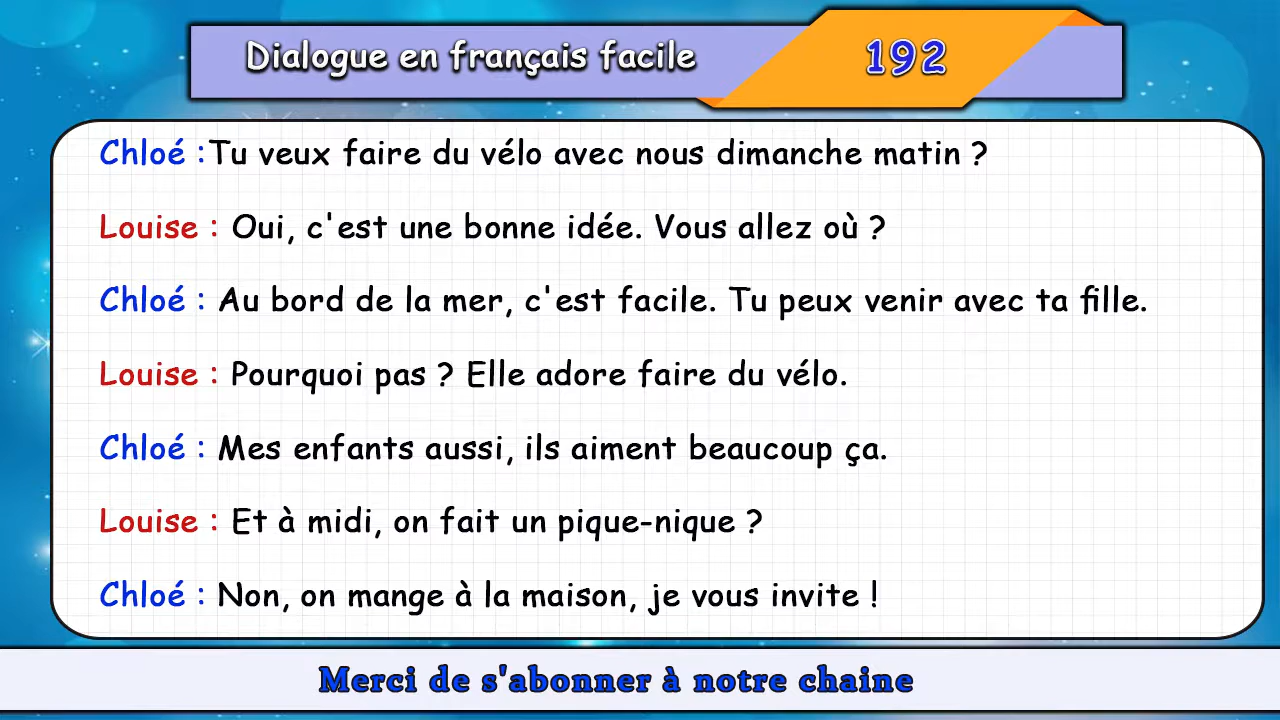 Dialogue en français facile
192
Chloé :Tu veux faire du vélo avec nous dimanche matin ?
Louise : Oui, c'est une bonne idée. Vous allez où ?
Chloé : Au bord de la mer, c'est facile. Tu peux venir avec ta fille.
Louise : Pourquoi pas ? Elle adore faire du vélo.
Chloé : Mes enfants aussi, ils aiment beaucoup ça.
Louise : Et à midi, on fait un pique-nique ?
Chloé : Non, on mange à la maison, je vous invite !
Merci de s'abonner à notre chaine